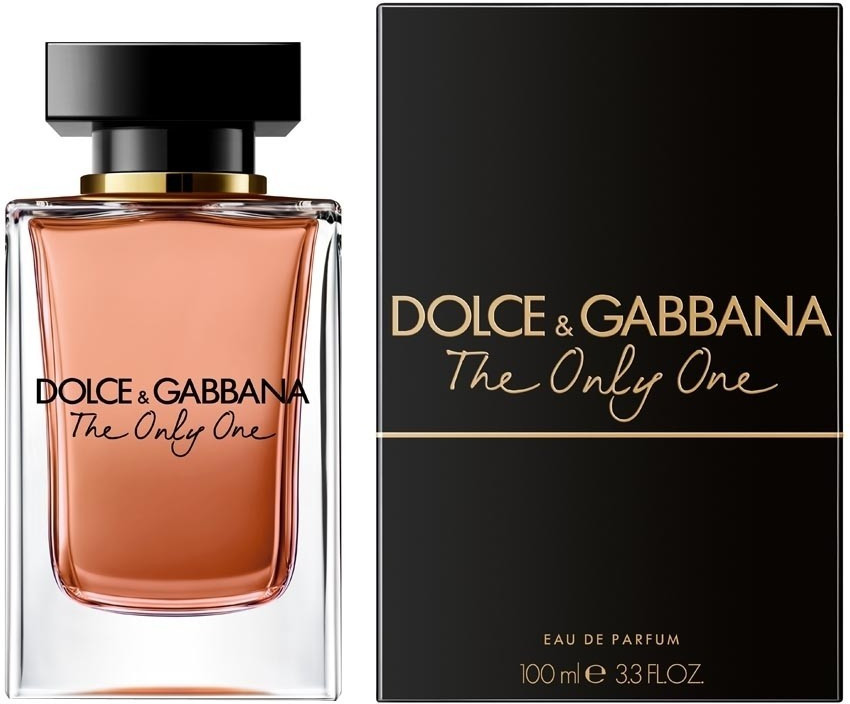 DOLCE & GABBANA
The Only One
DOLCE & GABBANA
The Only One
EAU DE PARFUM
100 ml e 3.3 FL.OZ.